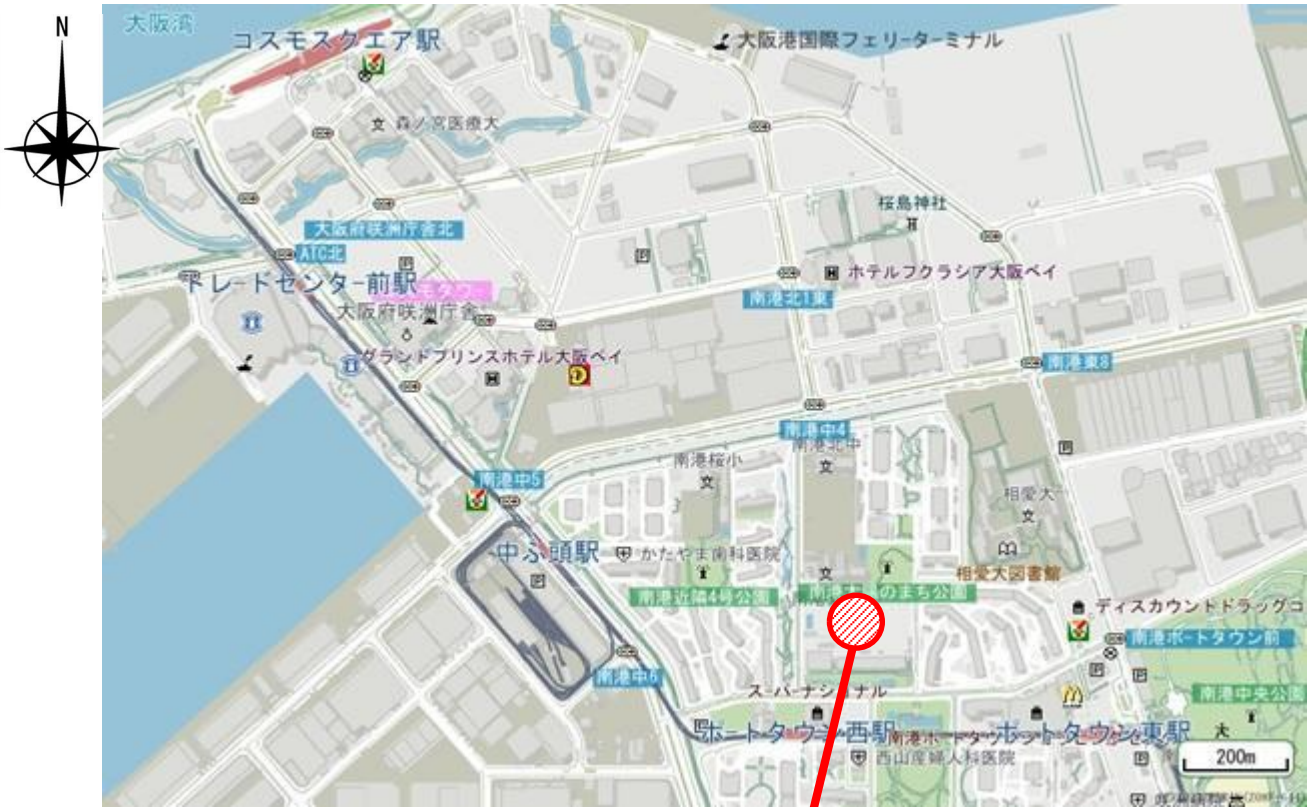 N
大阪湾
コスモスクエア駅
大阪港国際フェリーターミナル
森ノ宮医療大
桜島神社
大阪府咲洲庁舎北
ATC北
P
P
ホテルフクラシア大阪ベイ
トレードセンター前駅
南港北1東
大阪府咲洲庁舎
グランドプリンスホテル大阪ベイ
H
H
南港東8
南港中4
南港北中
文
南港桜小
文
P
南港中5
相愛大
文
中ふ頭駅
かたやま歯科医院
P
相愛大図書館
文
南港近隣4号公園
のまち公園
ディスカウントドラッグコ
南港ポートタウン前
南港中6
P
P
スーパーナショナル
南港中央公園
ポートタウン西駅
ポートタウン東駅
西山産婦人科医院
P
200m